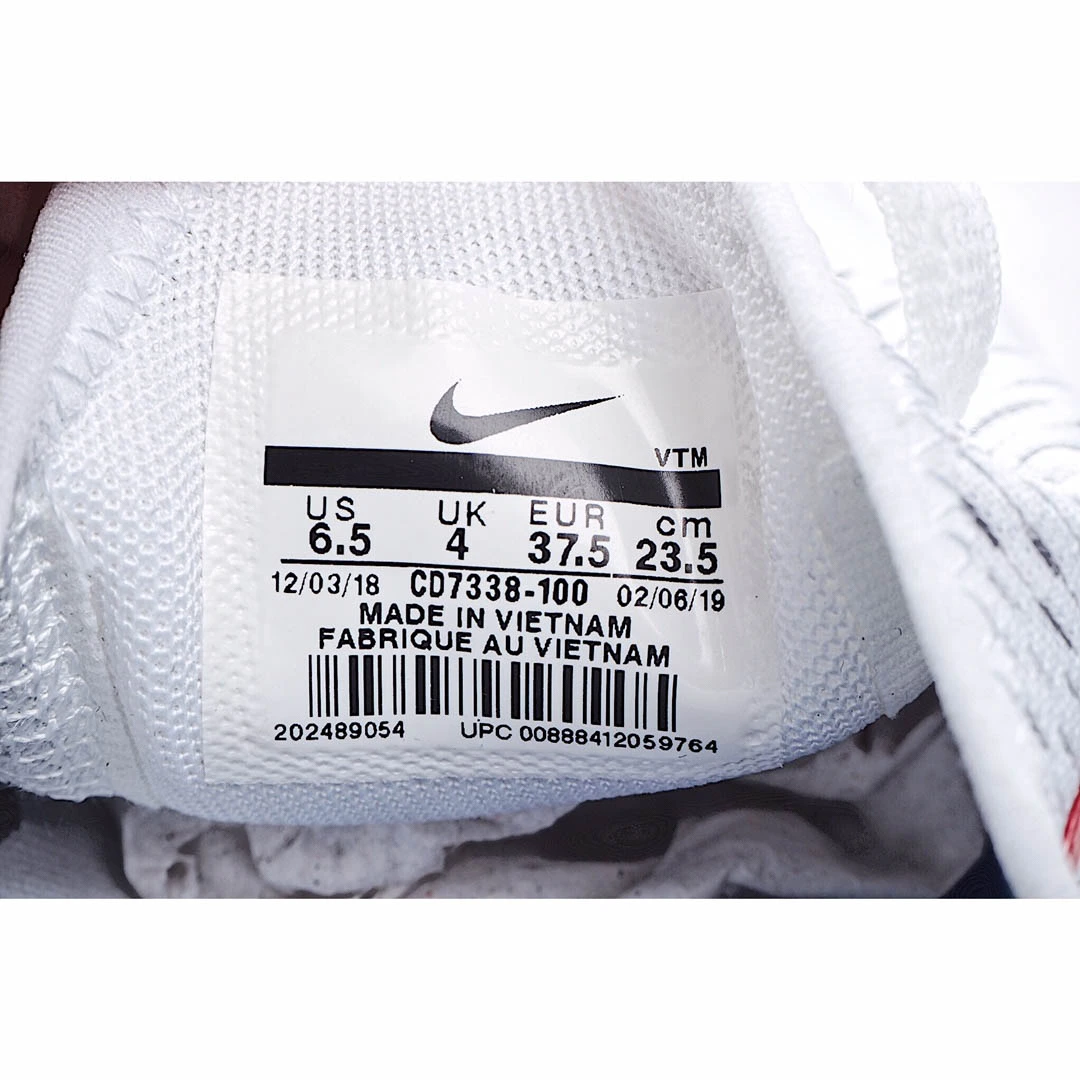 VTM
US UK EUR cm
6.5 4 37.5 23.5
12/03/18 CD7338-100 02/06/19
MADE IN VIETNAM
FABRIQUE AU VIETNAM
202489054 UPC 00888412059764